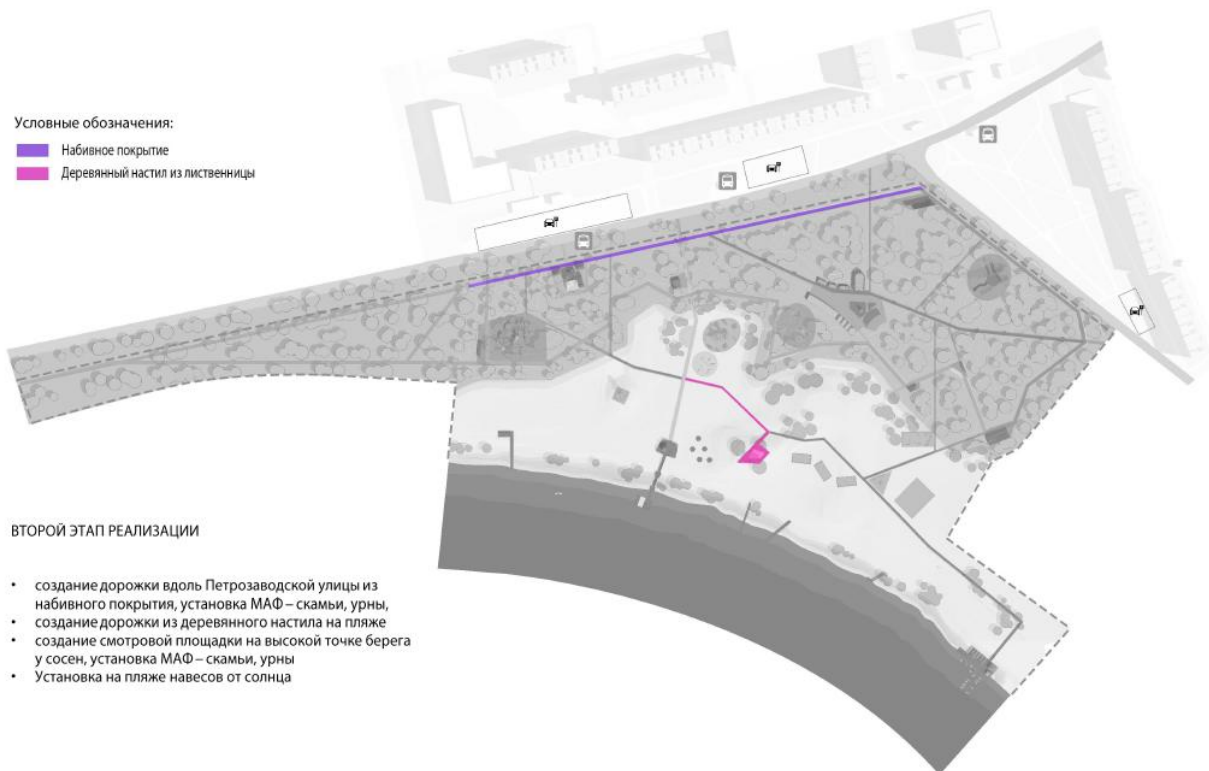 Условные обозначения:
Набивное покрытие
Деревянный настил из лиственницы
ВТОРОЙ ЭТАП РЕАЛИЗАЦИИ
• создание дорожки вдоль Петрозаводской улицы из
набивного покрытия, установка МАФ – скамьи, урны,
• создание дорожки из деревянного настила на пляже
• создание смотровой площадки на высокой точке берега
у сосен, установка МАФ – скамьи, урны
• Установка на пляже навесов от солнца